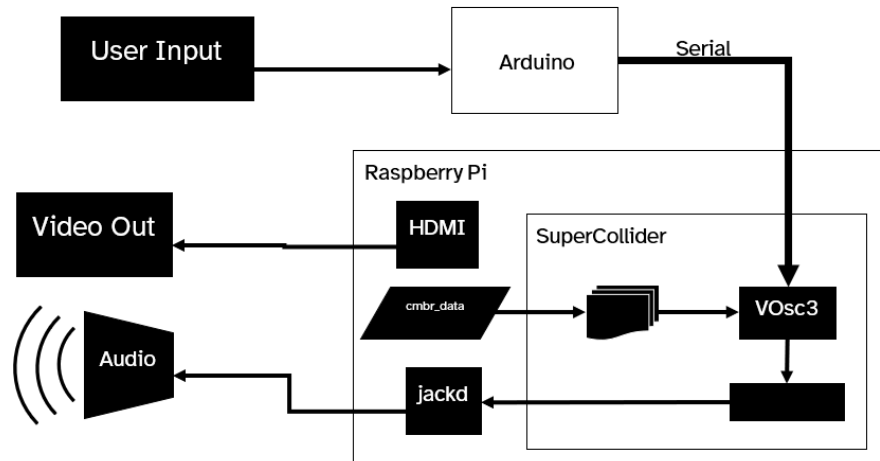 User Input
Arduino
Serial
Raspberry Pi
Video Out
HDMI
SuperCollider
cmbr_data
VOsc3
Audio
jackd